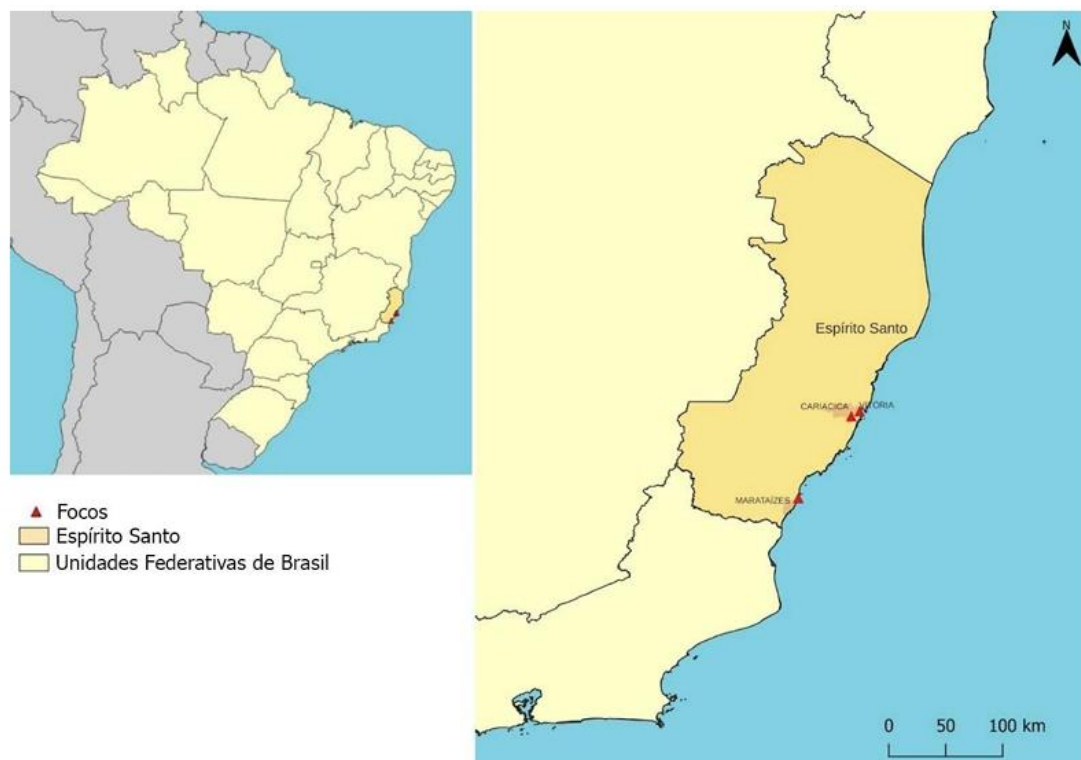 Focos
Espírito Santo
Unidades Federativas de Brasil
N
Espírito Santo
CARIACICA
VITÓRIA
MARATAÍZES
0 50 100 km